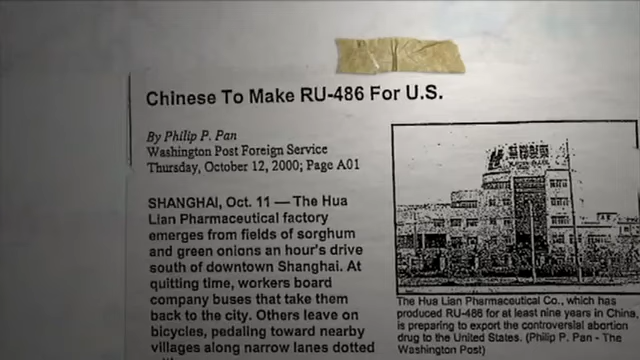 Chinese To Make RU-486 For U.S.
By Philip P. Pan
Washington Post Foreign Service
Thursday, October 12, 2000; Page A01
SHANGHAI, Oct. 11 — The Hua
Lian Pharmaceutical factory
emerges from fields of sorghum
and green onions an hour's drive
south of downtown Shanghai. At
quitting time, workers board
company buses that take them
back to the city. Others leave on
bicycles, pedaling toward nearby
villages along narrow lanes dotted
The Hua Lian Pharmaceutical Co., which has
produced RU-486 for at least nine years in China,
is preparing to export the controversial abortion
drug to the United States. (Philip P. Pan - The
Washington Post)